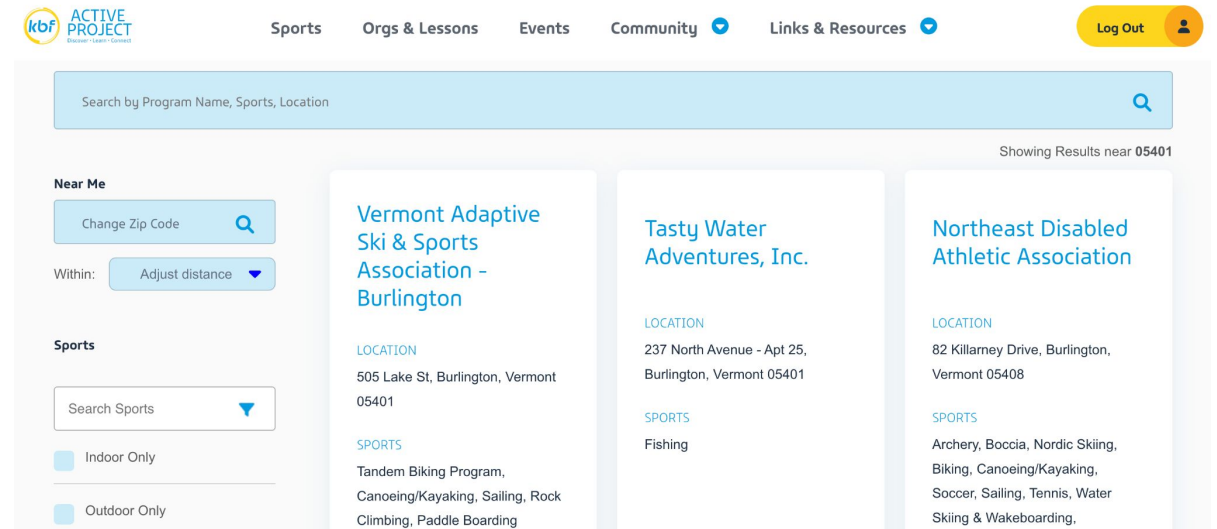 kbf ACTIVE PROJECT
Discover • Learn • Connect
Sports Orgs & Lessons Events Community Links & Resources Log Out
Search by Program Name, Sports, Location
Showing Results near 05401
Near Me
Change Zip Code
Within: Adjust distance
Sports
Search Sports
Indoor Only
Outdoor Only
Vermont Adaptive
Ski & Sports
Association -
Burlington
LOCATION
505 Lake St, Burlington, Vermont
05401
SPORTS
Tandem Biking Program,
Canoeing/Kayaking, Sailing, Rock
Climbing, Paddle Boarding
Tasty Water
Adventures, Inc.
LOCATION
237 North Avenue - Apt 25,
Burlington, Vermont 05401
SPORTS
Fishing
Northeast Disabled
Athletic Association
LOCATION
82 Killarney Drive, Burlington,
Vermont 05408
SPORTS
Archery, Boccia, Nordic Skiing,
Biking, Canoeing/Kayaking,
Soccer, Sailing, Tennis, Water
Skiing & Wakeboarding,